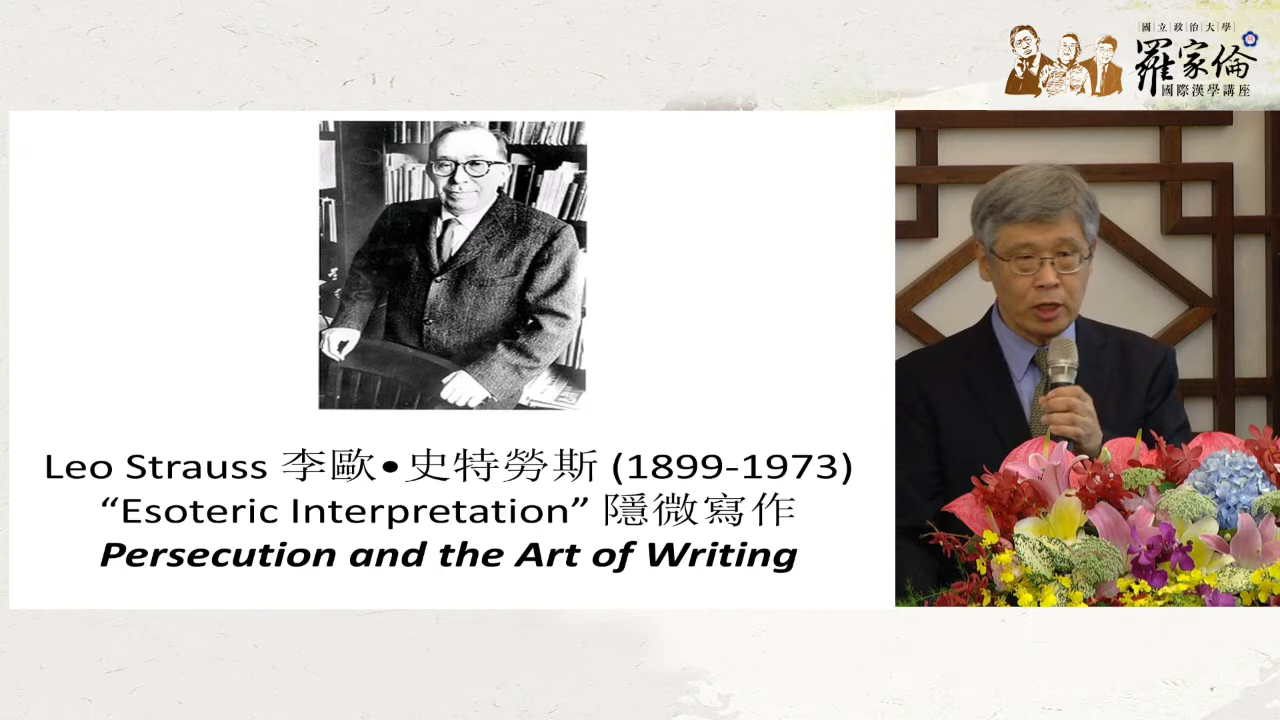 國立政治大學
羅家倫
國際漢學講座
Leo Strauss 李歐•史特勞斯 (1899-1973)
“Esoteric Interpretation” 隱微寫作
Persecution and the Art of Writing